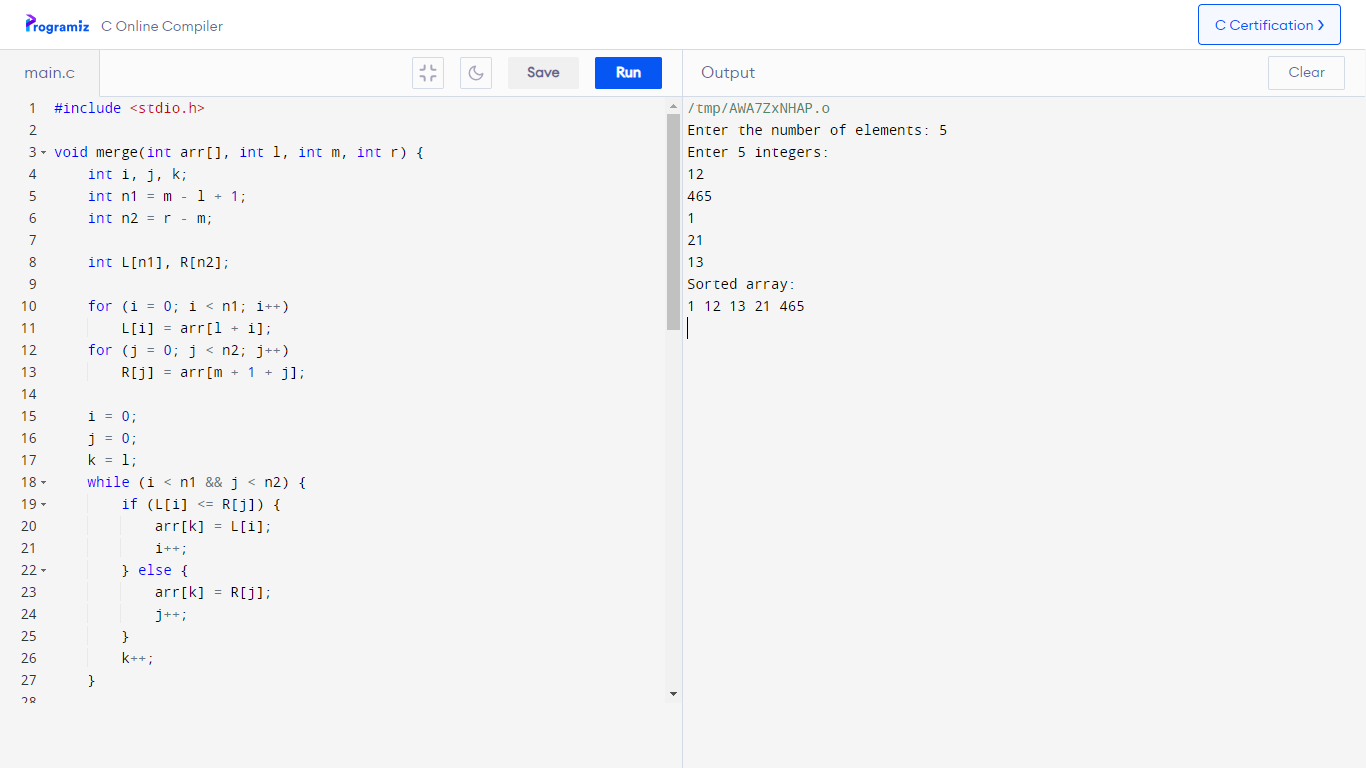 Programiz C Online Compiler
C Certification
main.c
Save
Run
Output
Clear
1 #include <stdio.h>
2
3 void merge(int arr[], int l, int m, int r) {
4     int i, j, k;
5     int n1 = m - l + 1;
6     int n2 = r - m;
7
8     int L[n1], R[n2];
9
10     for (i = 0; i < n1; i++)
11         L[i] = arr[l + i];
12     for (j = 0; j < n2; j++)
13         R[j] = arr[m + 1 + j];
14
15     i = 0;
16     j = 0;
17     k = l;
18     while (i < n1 && j < n2) {
19         if (L[i] <= R[j]) {
20             arr[k] = L[i];
21             i++;
22         } else {
23             arr[k] = R[j];
24             j++;
25         }
26         k++;
27     }
28
/tmp/AWA7ZxNHAP.o
Enter the number of elements: 5
Enter 5 integers:
12
465
1
21
13
Sorted array:
1 12 13 21 465